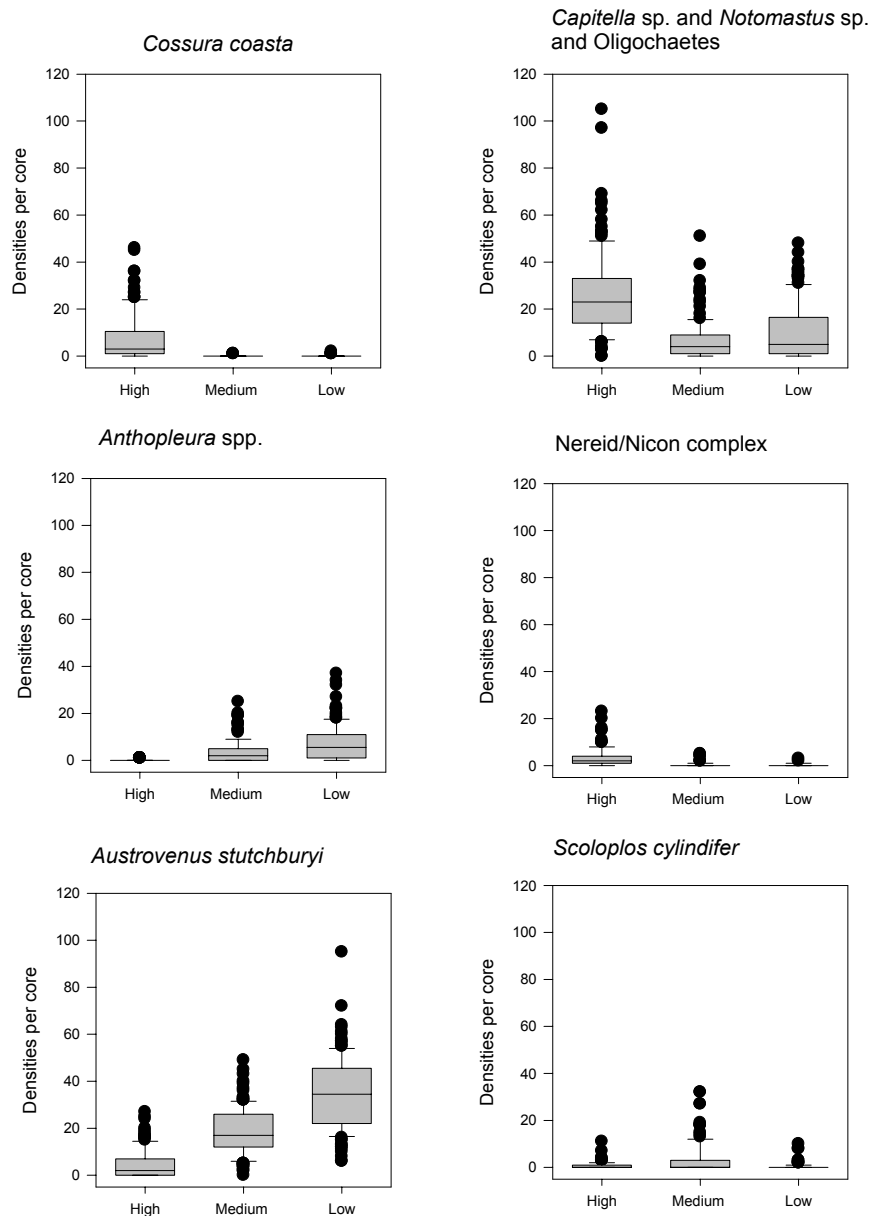 Cossura coasta
Densities per core
120
100
80
60
40
20
0
High Medium Low
Capitella sp. and Notomastus sp.
and Oligochaetes
Densities per core
120
100
80
60
40
20
0
High Medium Low
Anthopleura spp.
Densities per core
120
100
80
60
40
20
0
High Medium Low
Nereid/Nicon complex
Densities per core
120
100
80
60
40
20
0
High Medium Low
Austrovenus stutchburyi
Densities per core
120
100
80
60
40
20
0
High Medium Low
Scoloplos cylindifer
Densities per core
120
100
80
60
40
20
0
High Medium Low